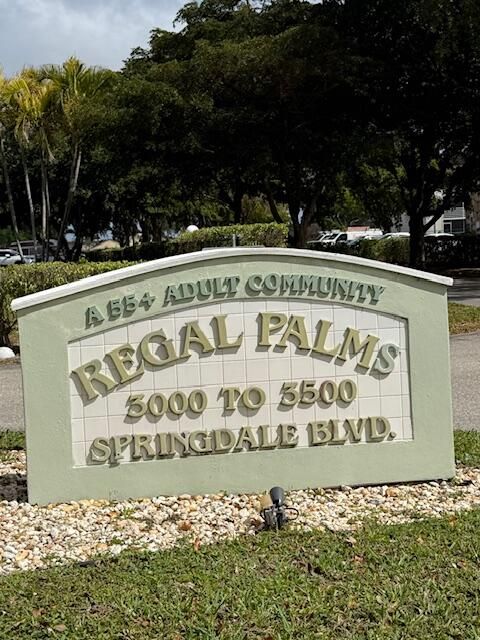 A 55+ ADULT COMMUNITY
REGAL PALMS
3000 TO 3500
SPRINGDALE BLVD.